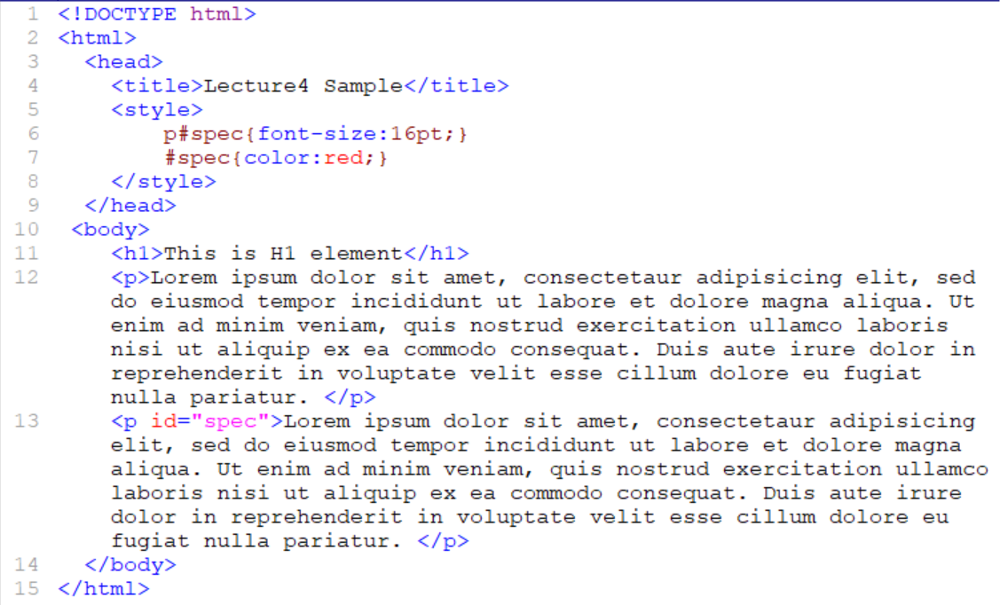 1 <!DOCTYPE html>
2 <html>
3 <head>
4 <title>Lecture4 Sample</title>
5 <style>
6 p#spec{font-size:16pt;}
7 #spec{color:red;}
8 </style>
9 </head>
10 <body>
11 <h1>This is H1 element</h1>
12 <p>Lorem ipsum dolor sit amet, consectetaur adipisicing elit, sed
do eiusmod tempor incididunt ut labore et dolore magna aliqua. Ut
enim ad minim veniam, quis nostrud exercitation ullamco laboris
nisi ut aliquip ex ea commodo consequat. Duis aute irure dolor in
reprehenderit in voluptate velit esse cillum dolore eu fugiat
nulla pariatur. </p>
13 <p id="spec">Lorem ipsum dolor sit amet, consectetaur adipisicing
elit, sed do eiusmod tempor incididunt ut labore et dolore magna
aliqua. Ut enim ad minim veniam, quis nostrud exercitation ullamco
laboris nisi ut aliquip ex ea commodo consequat. Duis aute irure
dolor in reprehenderit in voluptate velit esse cillum dolore eu
fugiat nulla pariatur. </p>
14 </body>
15 </html>